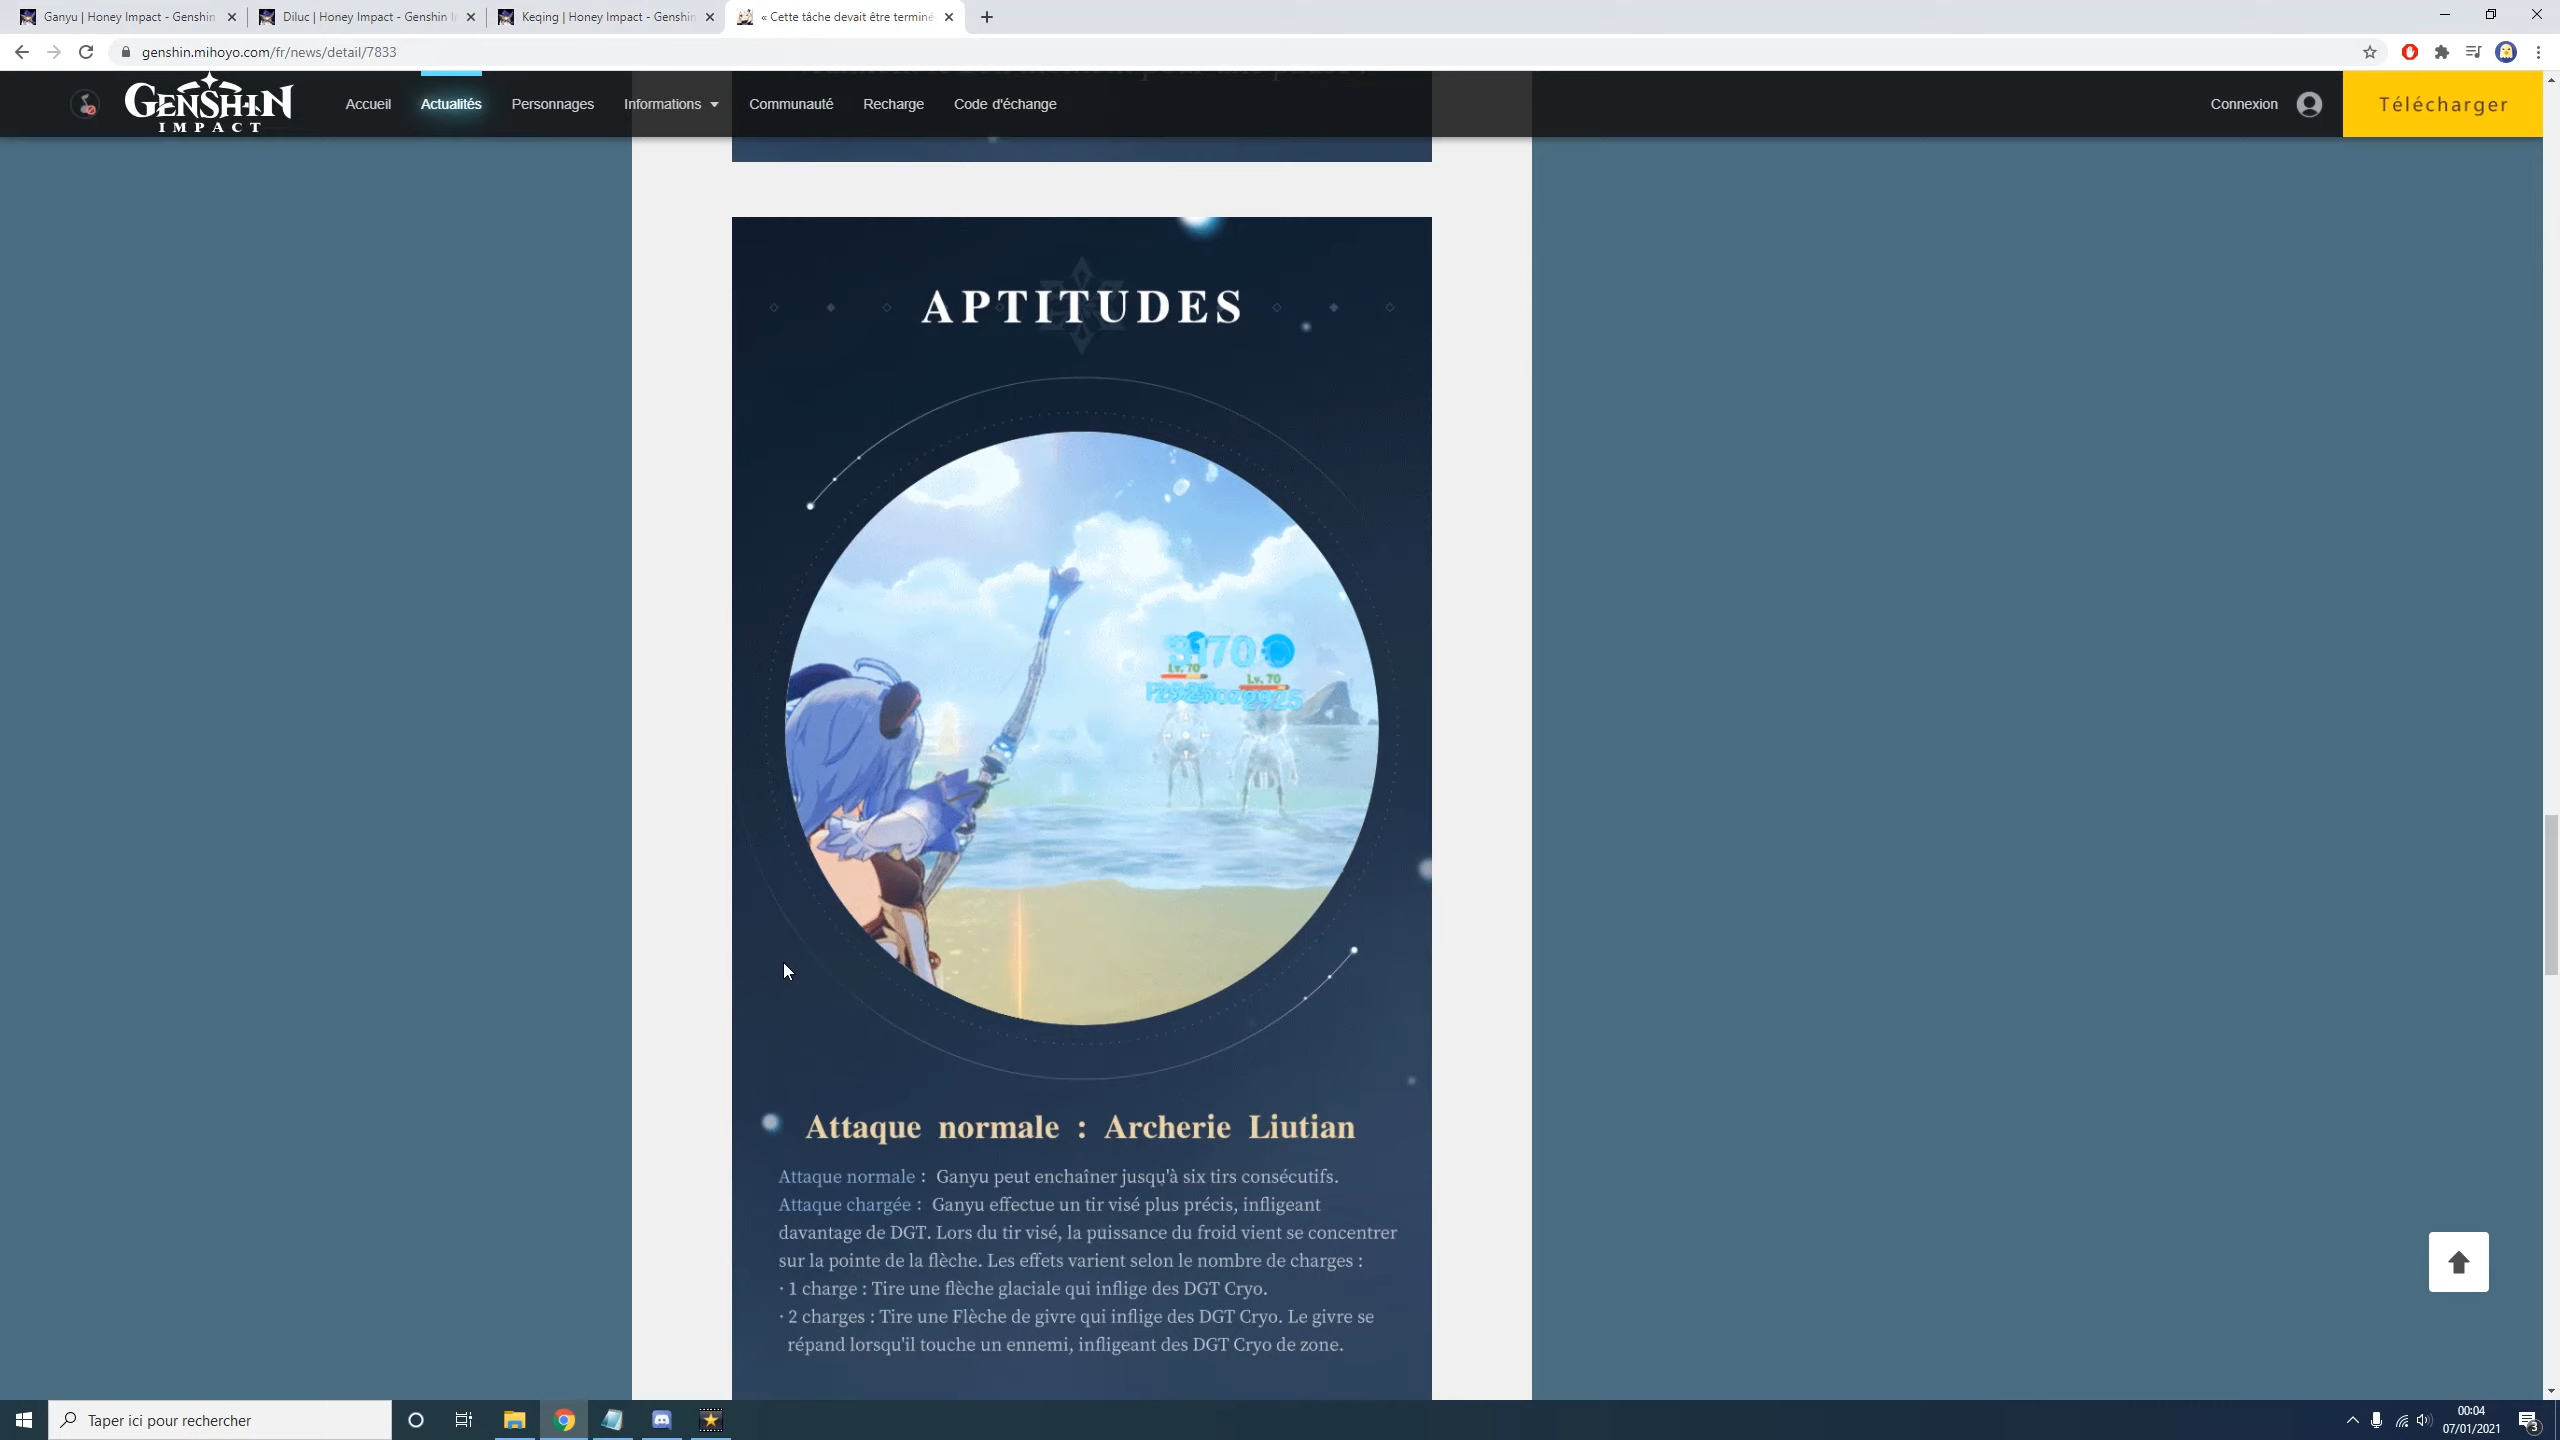 Ganyu | Honey Impact - Genshin
Diluc | Honey Impact - Genshin I
Keqing | Honey Impact - Genshin
« Cette tâche devait être terminé
genshin.mihoyo.com/fr/news/detail/7833
GENSHIN
IMPACT
Accueil
Actualités
Personnages
Informations
Communauté
Recharge
Code d'échange
Connexion
Télécharger
APTITUDES
3170
Lv. 70
Lv. 70
2925
Attaque normale : Archerie Liutian
Attaque normale : Ganyu peut enchaîner jusqu'à six tirs consécutifs.
Attaque chargée : Ganyu effectue un tir visé plus précis, infligeant
davantage de DGT. Lors du tir visé, la puissance du froid vient se concentrer
sur la pointe de la flèche. Les effets varient selon le nombre de charges :
· 1 charge : Tire une flèche glaciale qui inflige des DGT Cryo.
· 2 charges : Tire une Flèche de givre qui inflige des DGT Cryo. Le givre se
répand lorsqu'il touche un ennemi, infligeant des DGT Cryo de zone.
Taper ici pour rechercher
00:04
07/01/2021
3